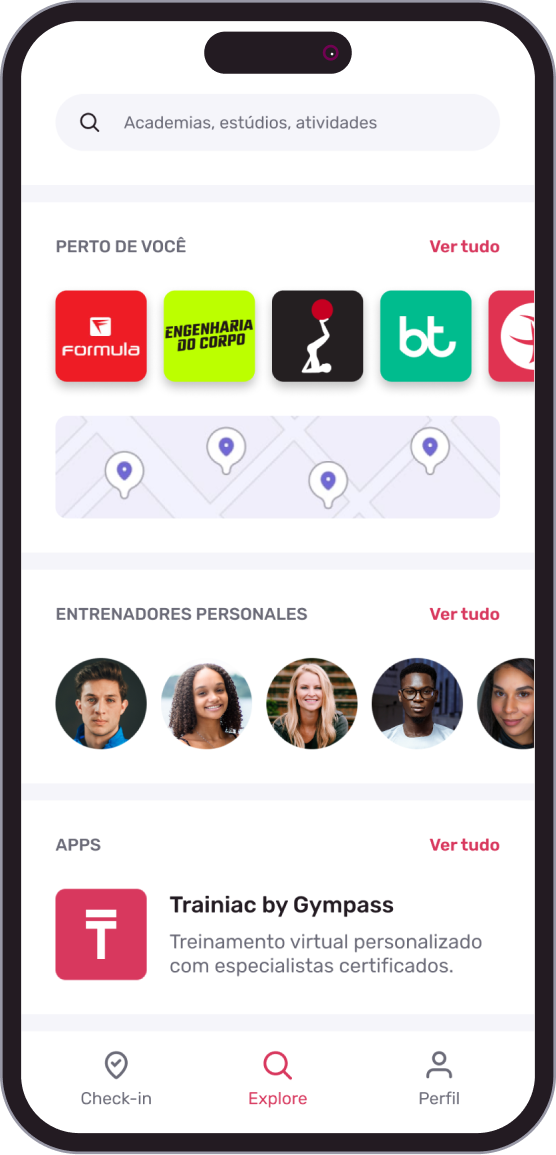 Academias, estúdios, atividades
PERTO DE VOCÊ
Ver tudo
Formula
ENGENHARIA
DO CORPO
bt
ENTRENADORES PERSONALES
Ver tudo
APPS
Ver tudo
Trainiac by Gympass
Treinamento virtual personalizado
com especialistas certificados.
Check-in
Explore
Perfil